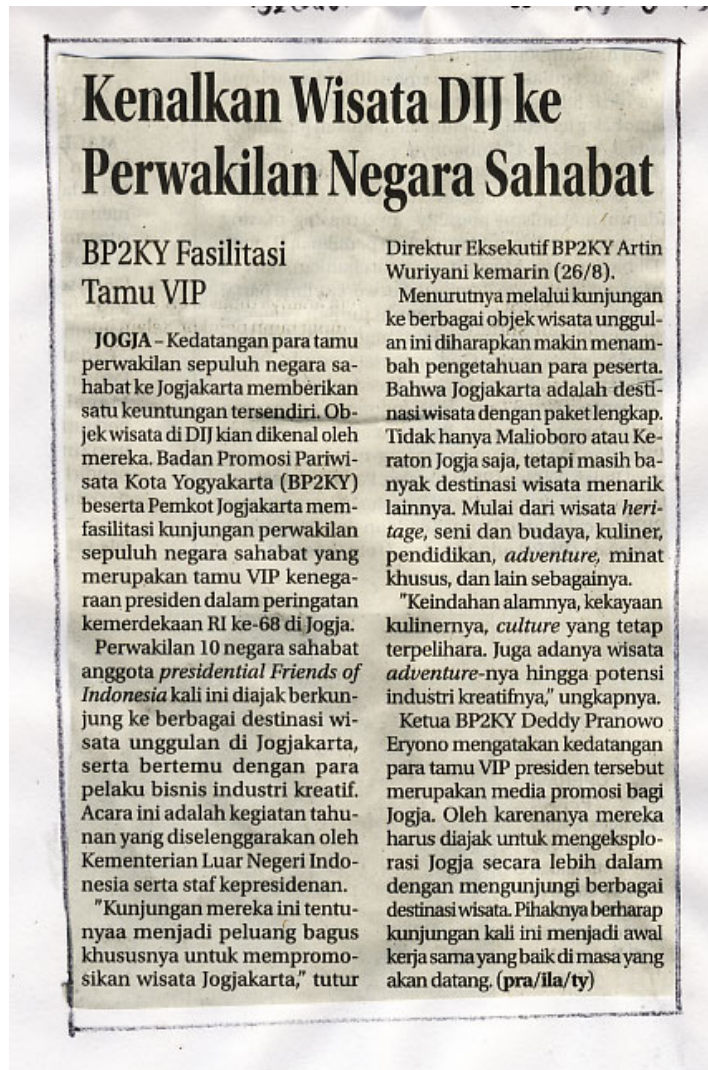 Kenalkan Wisata DIJ ke
Perwakilan Negara Sahabat
BP2KY Fasilitasi
Tamu VIP
JOGJA – Kedatangan para tamu
perwakilan sepuluh negara sa-
habat ke Jogjakarta memberikan
satu keuntungan tersendiri. Ob-
jek wisata di DIJ kian dikenal oleh
mereka. Badan Promosi Pariwi-
sata Kota Yogyakarta (BP2KY)
beserta Pemkot Jogjakarta mem-
fasilitasi kunjungan perwakilan
sepuluh negara sahabat yang
merupakan tamu VIP kenega-
raan presiden dalam peringatan
kemerdekaan RI ke-68 di Jogja.
Perwakilan 10 negara sahabat
anggota presidential Friends of
Indonesia kali ini diajak berkun-
jung ke berbagai destinasi wi-
sata unggulan di Jogjakarta,
serta bertemu dengan para
pelaku bisnis industri kreatif.
Acara ini adalah kegiatan tahu-
nan yang diselenggarakan oleh
Kementerian Luar Negeri Indo-
nesia serta staf kepresidenan.
"Kunjungan mereka ini tentu-
nyaa menjadi peluang bagus
khususnya untuk mempromo-
sikan wisata Jogjakarta," tutur
Direktur Eksekutif BP2KY Artin
Wuriyani kemarin (26/8).
Menurutnya melalui kunjungan
ke berbagai objek wisata unggul-
an ini diharapkan makin menam-
bah pengetahuan para peserta.
Bahwa Jogjakarta adalah desti-
nasi wisata dengan paket lengkap.
Tidak hanya Malioboro atau Ke-
raton Jogja saja, tetapi masih ba-
nyak destinasi wisata menarik
lainnya. Mulai dari wisata heri-
tage, seni dan budaya, kuliner,
pendidikan, adventure, minat
khusus, dan lain sebagainya.
"Keindahan alamnya, kekayaan
kulinernya, culture yang tetap
terpelihara. Juga adanya wisata
adventure-nya hingga potensi
industri kreatifnya," ungkapnya.
Ketua BP2KY Deddy Pranowo
Eryono mengatakan kedatangan
para tamu VIP presiden tersebut
merupakan media promosi bagi
Jogja. Oleh karenanya mereka
harus diajak untuk mengeksplo-
rasi Jogja secara lebih dalam
dengan mengunjungi berbagai
destinasi wisata. Pihaknya berharap
kunjungan kali ini menjadi awal
kerja sama yang baik di masa yang
akan datang. (pra/ila/ty)